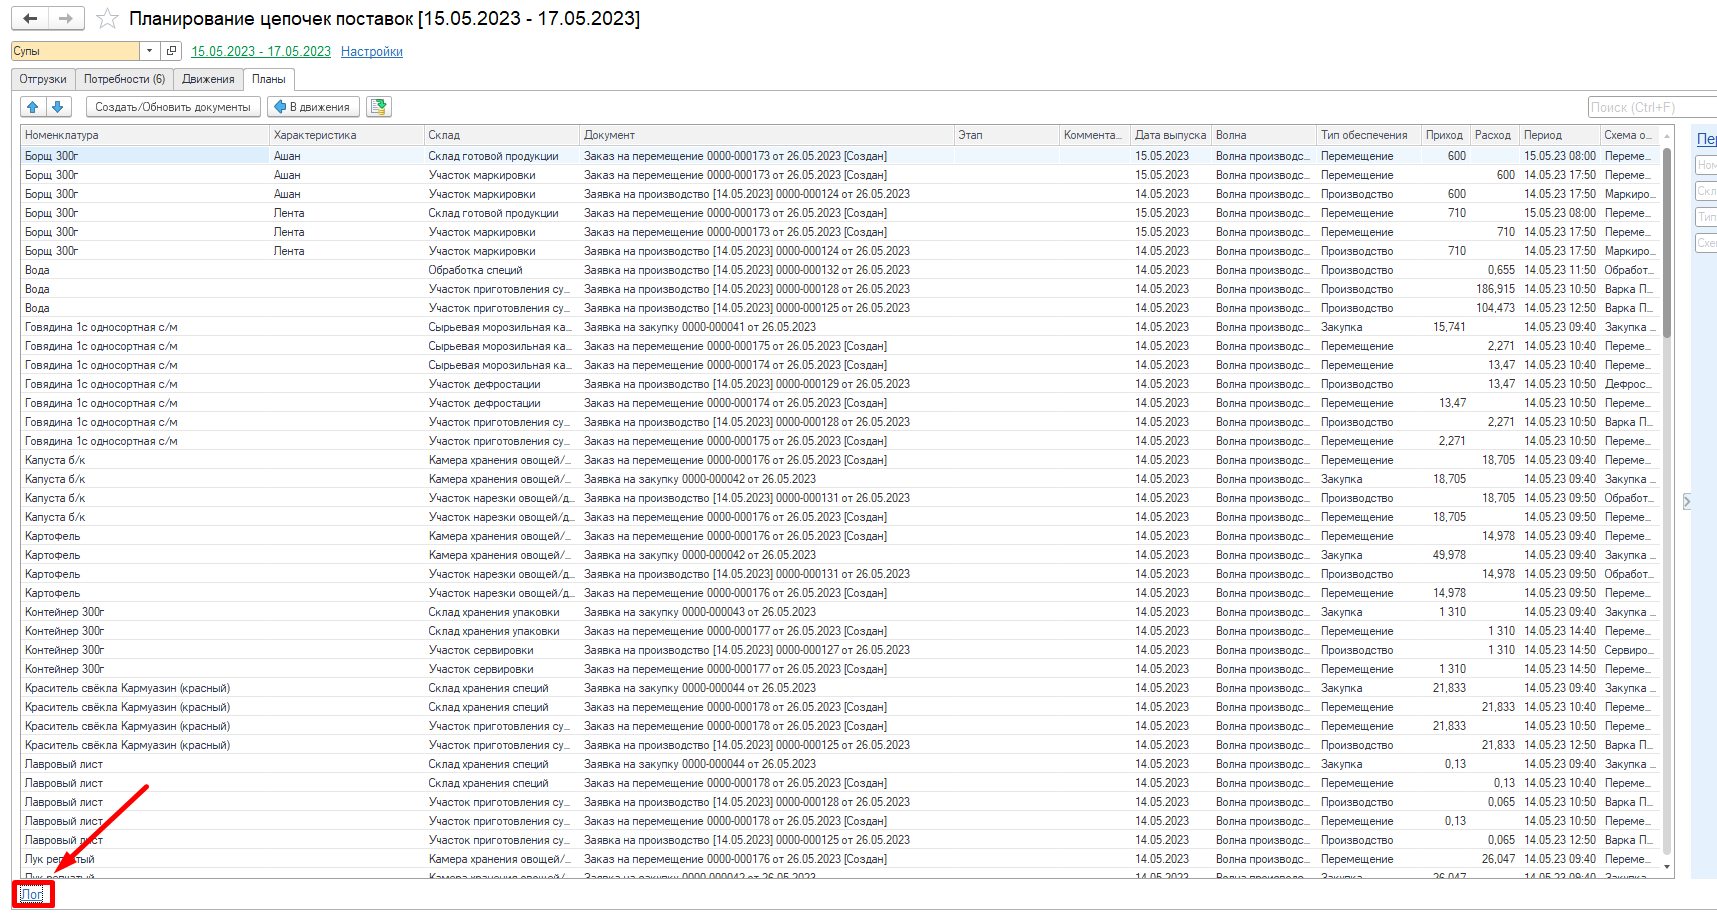 Планирование цепочек поставок [15.05.2023 - 17.05.2023]
Супы 15.05.2023 - 17.05.2023 Настройки
Отгрузки Потребности (6) Движения Планы
Создать/Обновить документы В движения Поиск (Ctrl+F)
Номенклатура Характеристика Склад Документ Этап Коммента... Дата выпуска Волна Тип обеспечения Приход Расход Период Схема о...
Борщ 300г Ашан Склад готовой продукции Заказ на перемещение 0000-000173 от 26.05.2023 [Создан] 15.05.2023 Волна производс... Перемещение 600 15.05.23 08:00 Переме...
Борщ 300г Ашан Участок маркировки Заказ на перемещение 0000-000173 от 26.05.2023 [Создан] 15.05.2023 Волна производс... Перемещение 600 14.05.23 17:50 Переме...
Борщ 300г Ашан Участок маркировки Заявка на производство [14.05.2023] 0000-000124 от 26.05.2023 14.05.2023 Волна производс... Производство 600 14.05.23 17:50 Маркиро...
Борщ 300г Лента Склад готовой продукции Заказ на перемещение 0000-000173 от 26.05.2023 [Создан] 15.05.2023 Волна производс... Перемещение 710 15.05.23 08:00 Переме...
Борщ 300г Лента Участок маркировки Заказ на перемещение 0000-000173 от 26.05.2023 [Создан] 15.05.2023 Волна производс... Перемещение 710 14.05.23 17:50 Переме...
Борщ 300г Лента Участок маркировки Заявка на производство [14.05.2023] 0000-000124 от 26.05.2023 14.05.2023 Волна производс... Производство 710 14.05.23 17:50 Маркиро...
Вода Обработка специй Заявка на производство [14.05.2023] 0000-000132 от 26.05.2023 14.05.2023 Волна производс... Производство 0,655 14.05.23 11:50 Обработ...
Вода Участок приготовления су... Заявка на производство [14.05.2023] 0000-000128 от 26.05.2023 14.05.2023 Волна производс... Производство 186,915 14.05.23 10:50 Варка П...
Вода Участок приготовления су... Заявка на производство [14.05.2023] 0000-000125 от 26.05.2023 14.05.2023 Волна производс... Производство 104,473 14.05.23 12:50 Варка П...
Говядина 1с односортная с/м Сырьевая морозильная ка... Заявка на закупку 0000-000041 от 26.05.2023 14.05.2023 Волна производс... Закупка 15,741 14.05.23 09:40 Закупка ...
Говядина 1с односортная с/м Сырьевая морозильная ка... Заказ на перемещение 0000-000175 от 26.05.2023 [Создан] 14.05.2023 Волна производс... Перемещение 2,271 14.05.23 10:40 Переме...
Говядина 1с односортная с/м Сырьевая морозильная ка... Заказ на перемещение 0000-000174 от 26.05.2023 [Создан] 14.05.2023 Волна производс... Перемещение 13,47 14.05.23 10:40 Переме...
Говядина 1с односортная с/м Участок дефростации Заявка на производство [14.05.2023] 0000-000129 от 26.05.2023 14.05.2023 Волна производс... Производство 13,47 14.05.23 10:50 Дефрос...
Говядина 1с односортная с/м Участок дефростации Заказ на перемещение 0000-000174 от 26.05.2023 [Создан] 14.05.2023 Волна производс... Перемещение 13,47 14.05.23 10:50 Переме...
Говядина 1с односортная с/м Участок приготовления су... Заявка на производство [14.05.2023] 0000-000128 от 26.05.2023 14.05.2023 Волна производс... Производство 2,271 14.05.23 10:50 Варка П...
Говядина 1с односортная с/м Участок приготовления су... Заказ на перемещение 0000-000175 от 26.05.2023 [Создан] 14.05.2023 Волна производс... Перемещение 2,271 14.05.23 10:50 Переме...
Капуста б/к Камера хранения овощей/... Заказ на перемещение 0000-000176 от 26.05.2023 [Создан] 14.05.2023 Волна производс... Перемещение 18,705 14.05.23 09:40 Переме...
Капуста б/к Камера хранения овощей/... Заявка на закупку 0000-000042 от 26.05.2023 14.05.2023 Волна производс... Закупка 18,705 14.05.23 09:40 Закупка ...
Капуста б/к Участок нарезки овощей/д... Заявка на производство [14.05.2023] 0000-000131 от 26.05.2023 14.05.2023 Волна производс... Производство 18,705 14.05.23 09:50 Обработ...
Капуста б/к Участок нарезки овощей/д... Заказ на перемещение 0000-000176 от 26.05.2023 [Создан] 14.05.2023 Волна производс... Перемещение 18,705 14.05.23 09:50 Переме...
Картофель Камера хранения овощей/... Заказ на перемещение 0000-000176 от 26.05.2023 [Создан] 14.05.2023 Волна производс... Перемещение 14,978 14.05.23 09:40 Переме...
Картофель Камера хранения овощей/... Заявка на закупку 0000-000042 от 26.05.2023 14.05.2023 Волна производс... Закупка 49,978 14.05.23 09:40 Закупка ...
Картофель Участок нарезки овощей/д... Заявка на производство [14.05.2023] 0000-000131 от 26.05.2023 14.05.2023 Волна производс... Производство 14,978 14.05.23 09:50 Обработ...
Картофель Участок нарезки овощей/д... Заказ на перемещение 0000-000176 от 26.05.2023 [Создан] 14.05.2023 Волна производс... Перемещение 14,978 14.05.23 09:50 Переме...
Контейнер 300г Склад хранения упаковки Заявка на закупку 0000-000043 от 26.05.2023 14.05.2023 Волна производс... Закупка 1 310 14.05.23 09:40 Закупка ...
Контейнер 300г Склад хранения упаковки Заказ на перемещение 0000-000177 от 26.05.2023 [Создан] 14.05.2023 Волна производс... Перемещение 1 310 14.05.23 14:40 Переме...
Контейнер 300г Участок сервировки Заявка на производство [14.05.2023] 0000-000127 от 26.05.2023 14.05.2023 Волна производс... Производство 1 310 14.05.23 14:50 Сервиро...
Контейнер 300г Участок сервировки Заказ на перемещение 0000-000177 от 26.05.2023 [Создан] 14.05.2023 Волна производс... Перемещение 1 310 14.05.23 14:50 Переме...
Краситель свёкла Кармуазин (красный) Склад хранения специй Заявка на закупку 0000-000044 от 26.05.2023 14.05.2023 Волна производс... Закупка 21,833 14.05.23 09:40 Закупка ...
Краситель свёкла Кармуазин (красный) Склад хранения специй Заказ на перемещение 0000-000178 от 26.05.2023 [Создан] 14.05.2023 Волна производс... Перемещение 21,833 14.05.23 10:40 Переме...
Краситель свёкла Кармуазин (красный) Участок приготовления су... Заказ на перемещение 0000-000178 от 26.05.2023 [Создан] 14.05.2023 Волна производс... Перемещение 21,833 14.05.23 10:50 Переме...
Краситель свёкла Кармуазин (красный) Участок приготовления су... Заявка на производство [14.05.2023] 0000-000125 от 26.05.2023 14.05.2023 Волна производс... Производство 21,833 14.05.23 12:50 Варка П...
Лавровый лист Склад хранения специй Заявка на закупку 0000-000044 от 26.05.2023 14.05.2023 Волна производс... Закупка 0,13 14.05.23 09:40 Закупка ...
Лавровый лист Склад хранения специй Заказ на перемещение 0000-000178 от 26.05.2023 [Создан] 14.05.2023 Волна производс... Перемещение 0,13 14.05.23 10:40 Переме...
Лавровый лист Участок приготовления су... Заявка на производство [14.05.2023] 0000-000128 от 26.05.2023 14.05.2023 Волна производс... Производство 0,065 14.05.23 10:50 Варка П...
Лавровый лист Участок приготовления су... Заказ на перемещение 0000-000178 от 26.05.2023 [Создан] 14.05.2023 Волна производс... Перемещение 0,13 14.05.23 10:50 Переме...
Лавровый лист Участок приготовления су... Заявка на производство [14.05.2023] 0000-000125 от 26.05.2023 14.05.2023 Волна производс... Производство 0,065 14.05.23 12:50 Варка П...
Лук репчатый Камера хранения овощей/... Заказ на перемещение 0000-000176 от 26.05.2023 [Создан] 14.05.2023 Волна производс... Перемещение 26,047 14.05.23 09:40 Переме...
Лук репчатый Камера хранения овощей/... Заявка на закупку 0000-000042 от 26.05.2023 14.05.2023 Волна производс... Закупка 26,047 14.05.23 09:40 Закупка ...
Лог
Пер
Ном
Скл
Тип
Схе